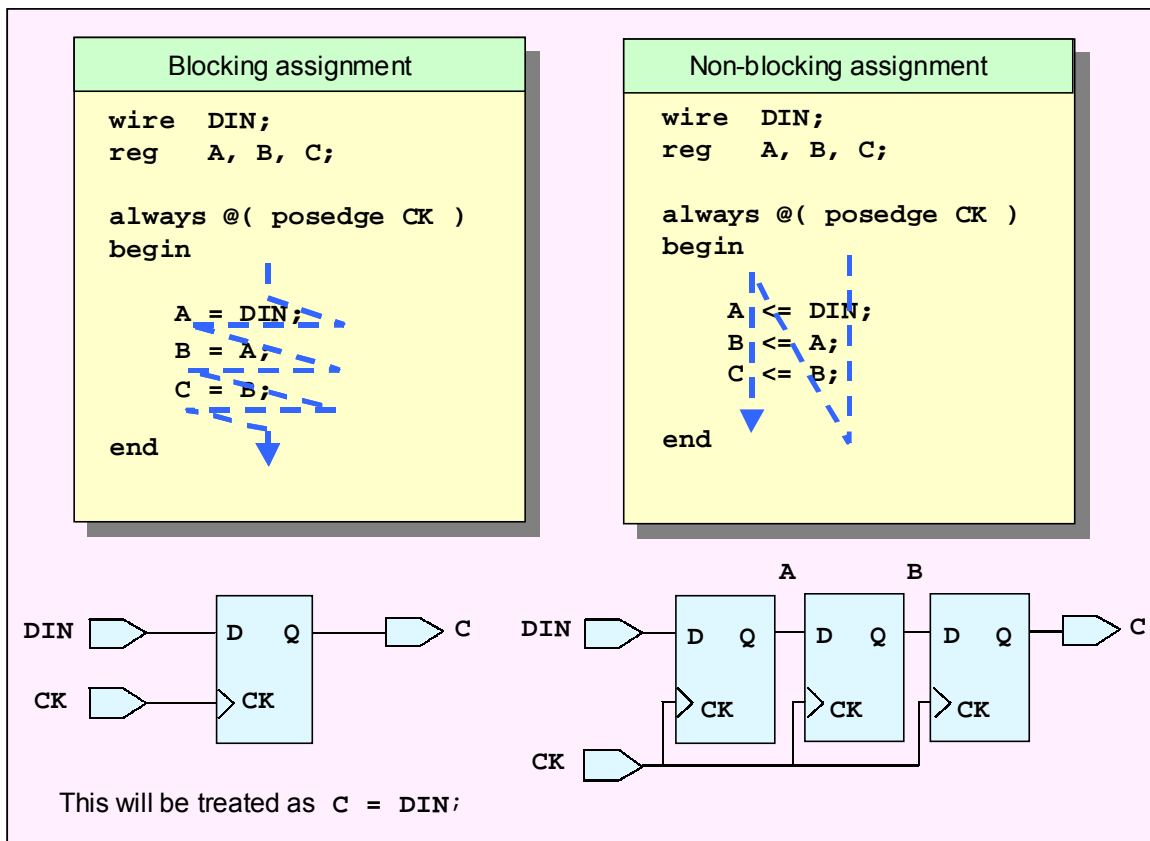 Blocking assignment
wire DIN;
reg A, B, C;
always @( posedge CK )
begin
A = DIN;
B = A;
C = B;
end
Non-blocking assignment
wire DIN;
reg A, B, C;
always @( posedge CK )
begin
A <= DIN;
B <= A;
C <= B;
end
DIN D Q C
CK CK
This will be treated as C = DIN;
A B
DIN D Q D Q D Q C
CK CK CK
CK